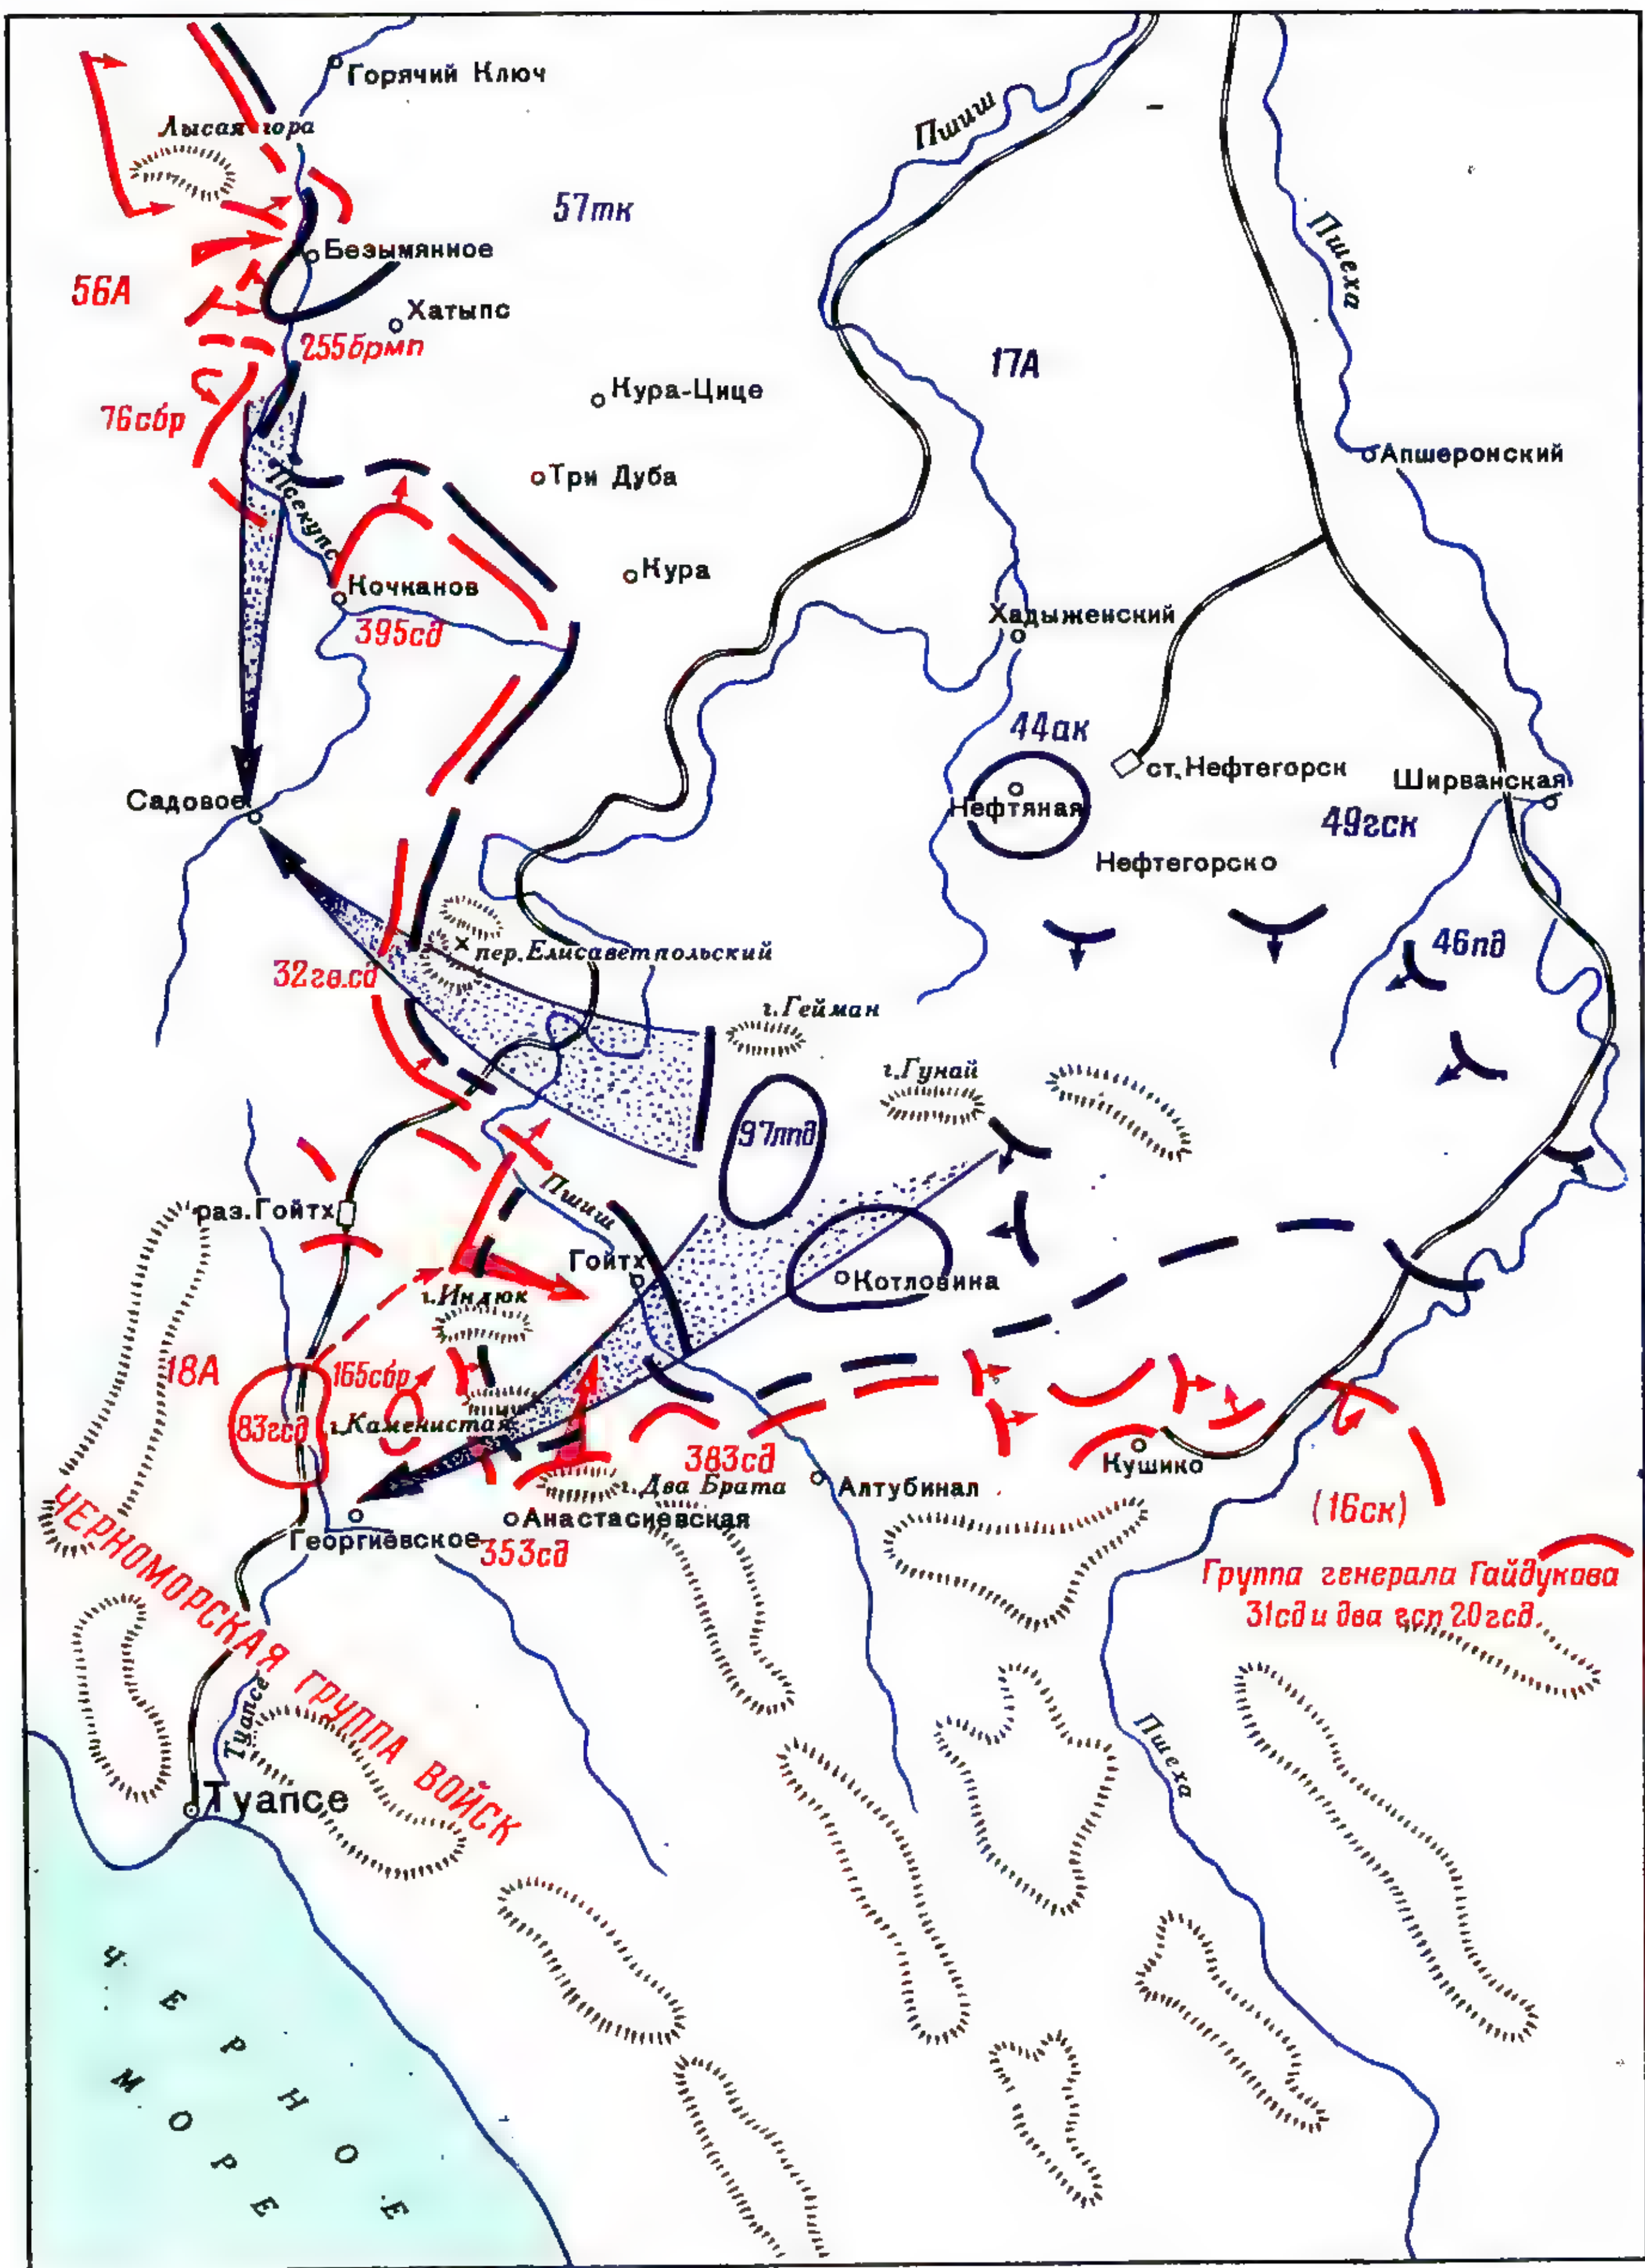 Горячий Ключ
Лысая гора
Пшиш
57тк
Пшеха
Безымянное
56А
Хатыпс
255брмп
17А
Кура-Цице
76сбр
Апшеронский
Три Дуба
Псекупс
Кура
Кочканов
Хадыженский
395сд
44ак
ст.Нефтегорск
Ширванская
Садовое
Нефтяная
49гск
Нефтегорско
46пд
пер.Елисаветпольский
32гв.сд
г.Гейман
г.Гунай
97лпд
Пшиш
раз.Гойтх
Гойтх
Котловина
г.Индюк
18А
165сбр
83гсд
г.Каменистая
383сд
Кушико
г.Два Брата
Алтубинал
(16ск)
Анастасиевская
Георгиевское
353сд
Группа генерала Гайдукова
31сд и два гсп 20гсд.
ЧЕРНОМОРСКАЯ ГРУППА ВОЙСК
Туапсе
Пшеха
Туапсе
ЧЕРНОЕ
МОРЕ